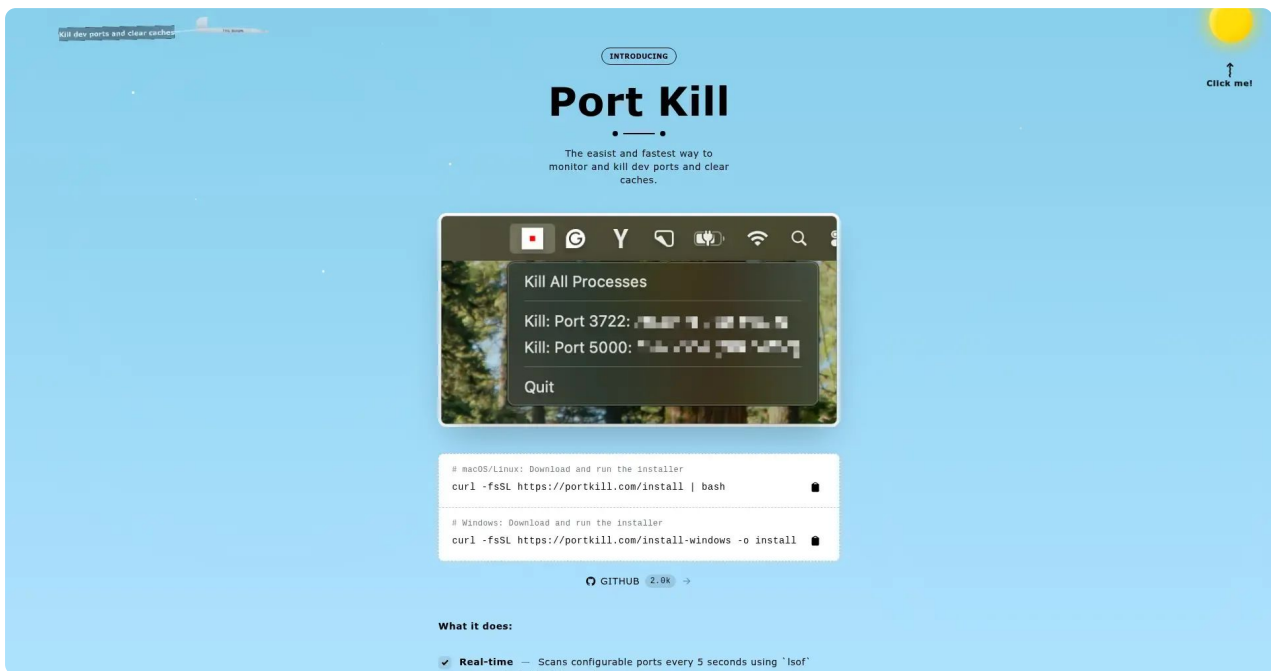 Kill dev ports and clear caches
INTRODUCING
Click me!
Port Kill
The easist and fastest way to
monitor and kill dev ports and clear
caches.
Kill All Processes
Kill: Port 3722:
Kill: Port 5000:
Quit
# macOS/Linux: Download and run the installer
curl -fsSL https://portkill.com/install | bash
# Windows: Download and run the installer
curl -fsSL https://portkill.com/install-windows -o install
GITHUB 2.0k →
What it does:
Real-time — Scans configurable ports every 5 seconds using `lsof`